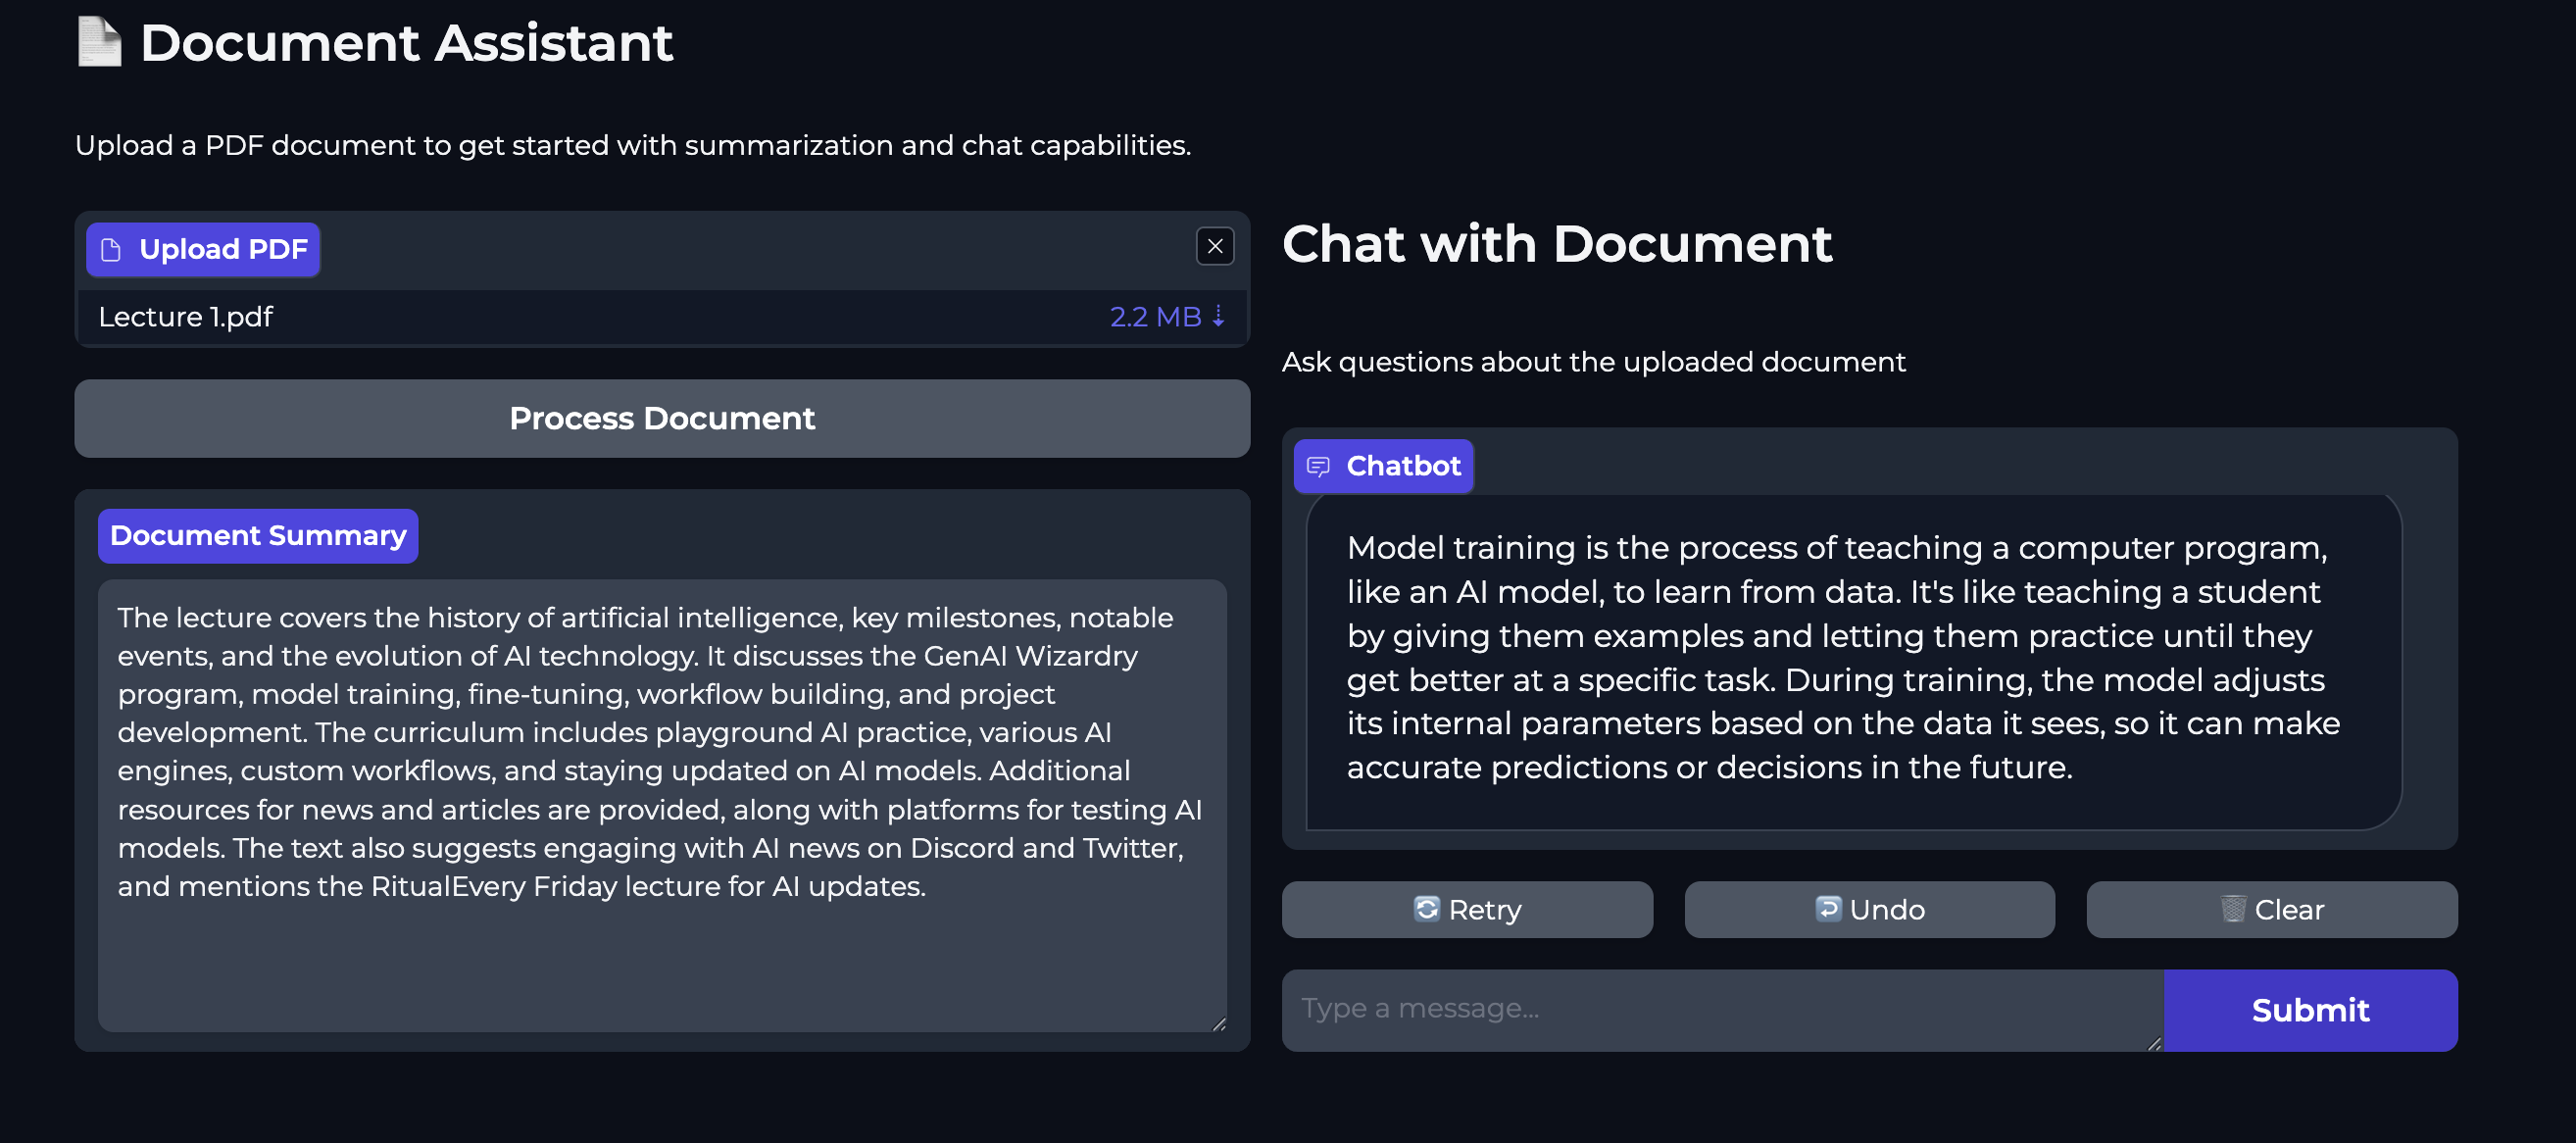 Document Assistant
Upload a PDF document to get started with summarization and chat capabilities.
Upload PDF
Lecture 1.pdf
2.2 MB ⇣
Process Document
Document Summary
The lecture covers the history of artificial intelligence, key milestones, notable
events, and the evolution of AI technology. It discusses the GenAI Wizardry
program, model training, fine-tuning, workflow building, and project
development. The curriculum includes playground AI practice, various AI
engines, custom workflows, and staying updated on AI models. Additional
resources for news and articles are provided, along with platforms for testing AI
models. The text also suggests engaging with AI news on Discord and Twitter,
and mentions the RitualEvery Friday lecture for AI updates.
Chat with Document
Ask questions about the uploaded document
Chatbot
Model training is the process of teaching a computer program,
like an AI model, to learn from data. It's like teaching a student
by giving them examples and letting them practice until they
get better at a specific task. During training, the model adjusts
its internal parameters based on the data it sees, so it can make
accurate predictions or decisions in the future.
Retry
Undo
Clear
Type a message...
Submit